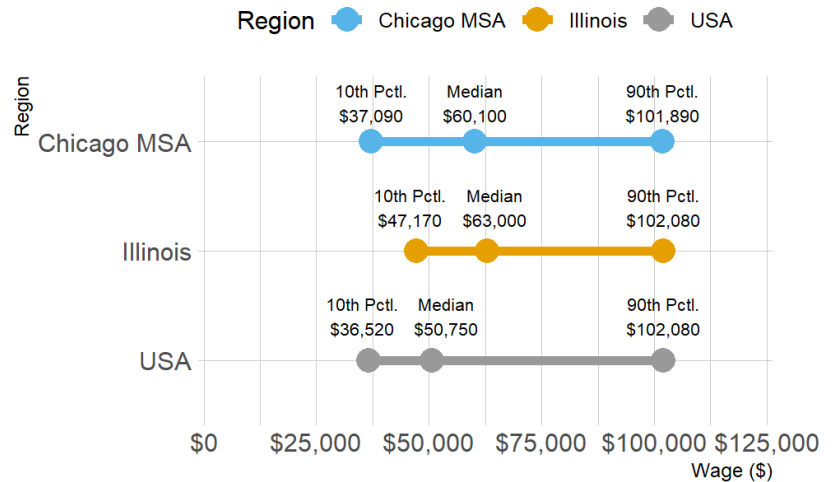 Region Chicago MSA Illinois USA
Region
10th Pctl. Median 90th Pctl.
$37,090 $60,100 $101,890
Chicago MSA
10th Pctl. Median 90th Pctl.
$47,170 $63,000 $102,080
Illinois
10th Pctl. Median 90th Pctl.
$36,520 $50,750 $102,080
USA
$0 $25,000 $50,000 $75,000 $100,000 $125,000
Wage ($)